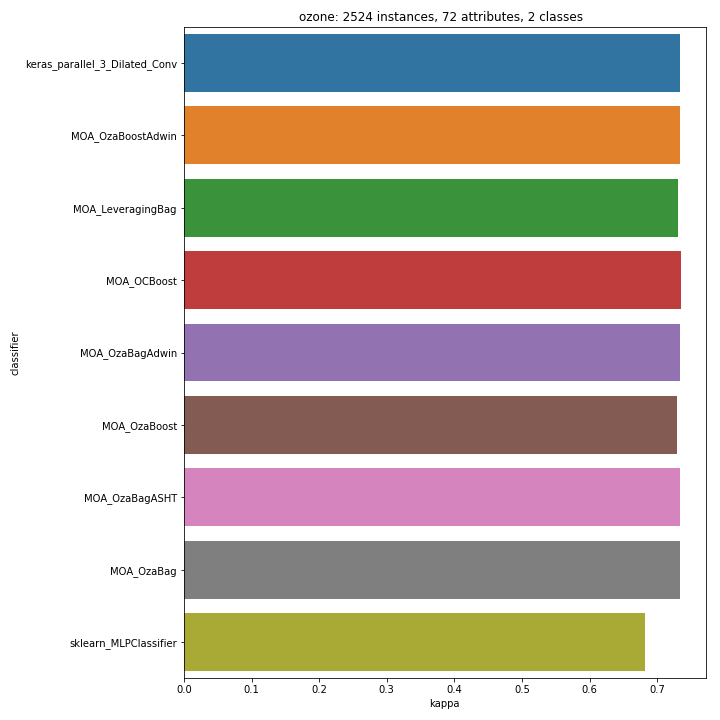 ozone: 2524 instances, 72 attributes, 2 classes
classifier
keras_parallel_3_Dilated_Conv
MOA_OzaBoostAdwin
MOA_LeveragingBag
MOA_OCBoost
MOA_OzaBagAdwin
MOA_OzaBoost
MOA_OzaBagASHT
MOA_OzaBag
sklearn_MLPClassifier
0.0 0.1 0.2 0.3 0.4 0.5 0.6 0.7
kappa